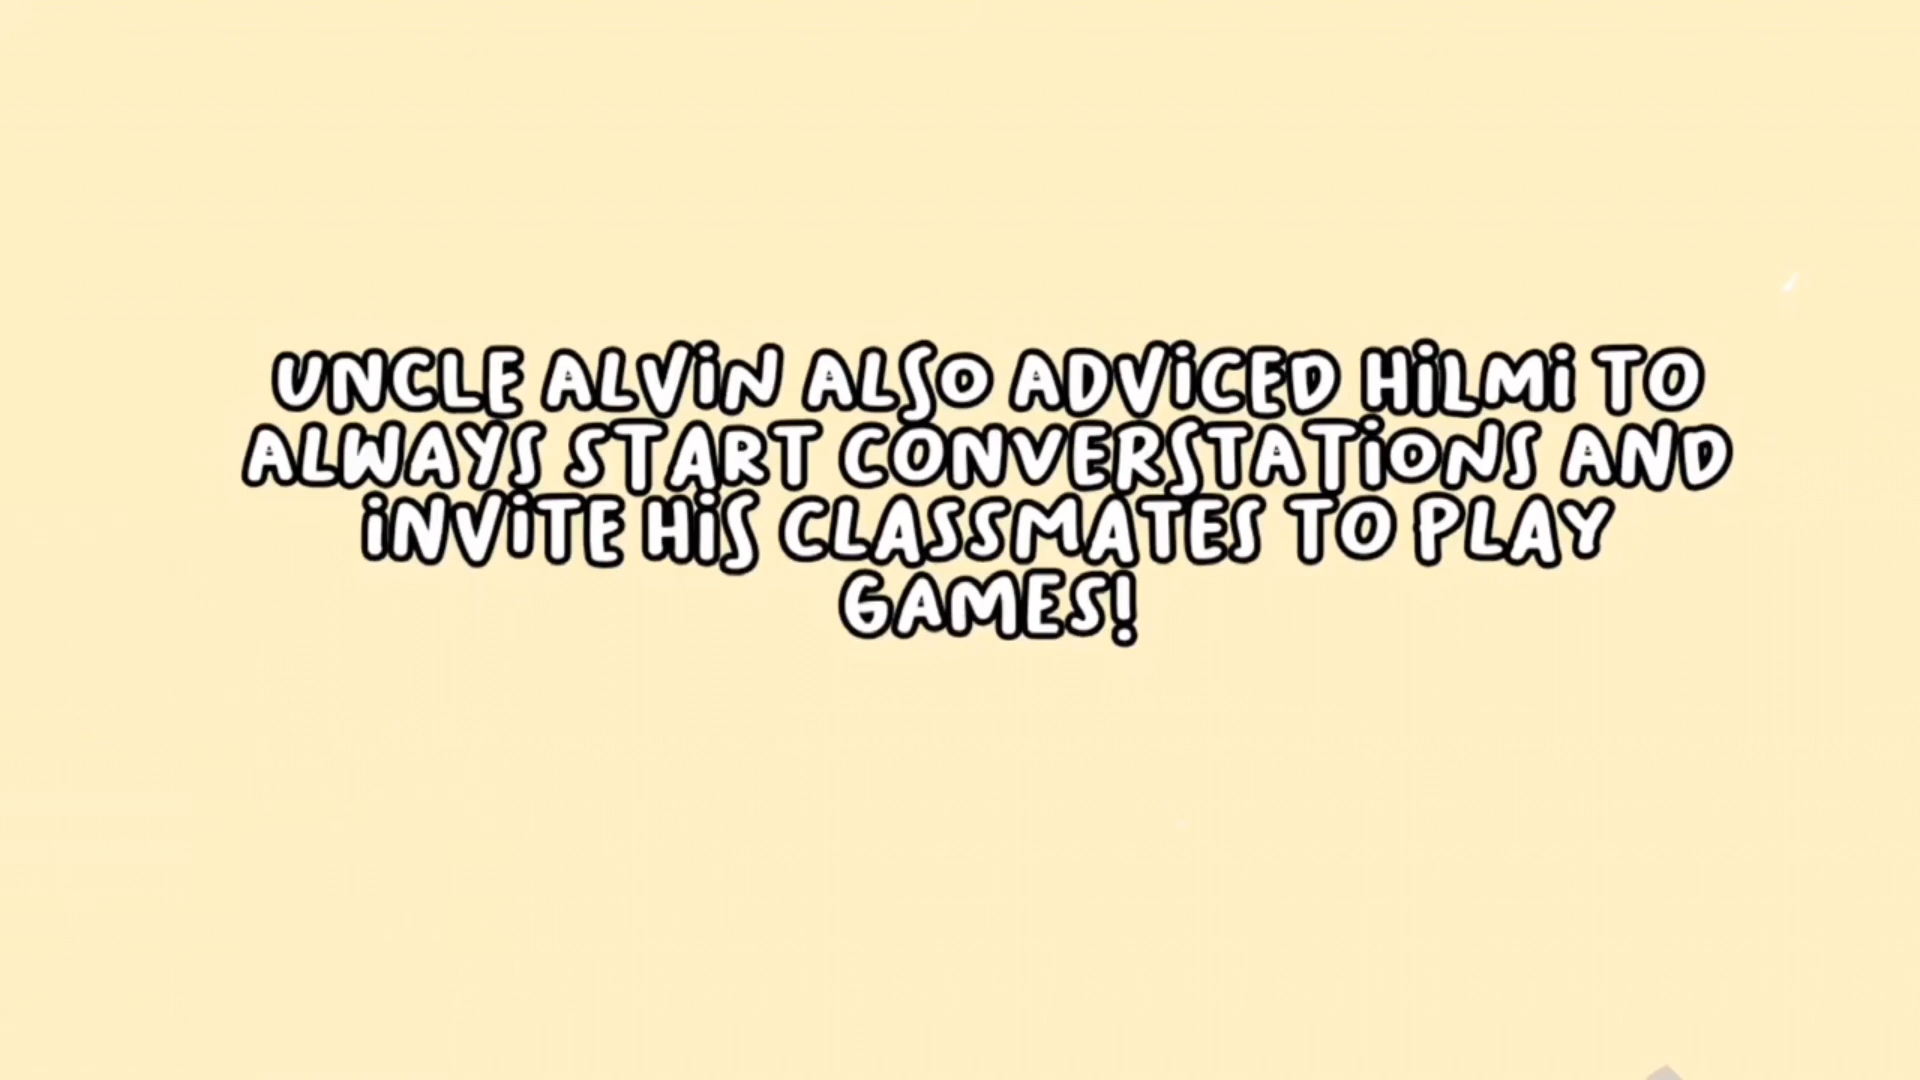 UNCLE ALViN ALSO ADViCED HiLMi TO
ALWAYS START CONVERSTATiONS AND
iNViTE HiS CLASSMATES TO PLAY
GAMES!